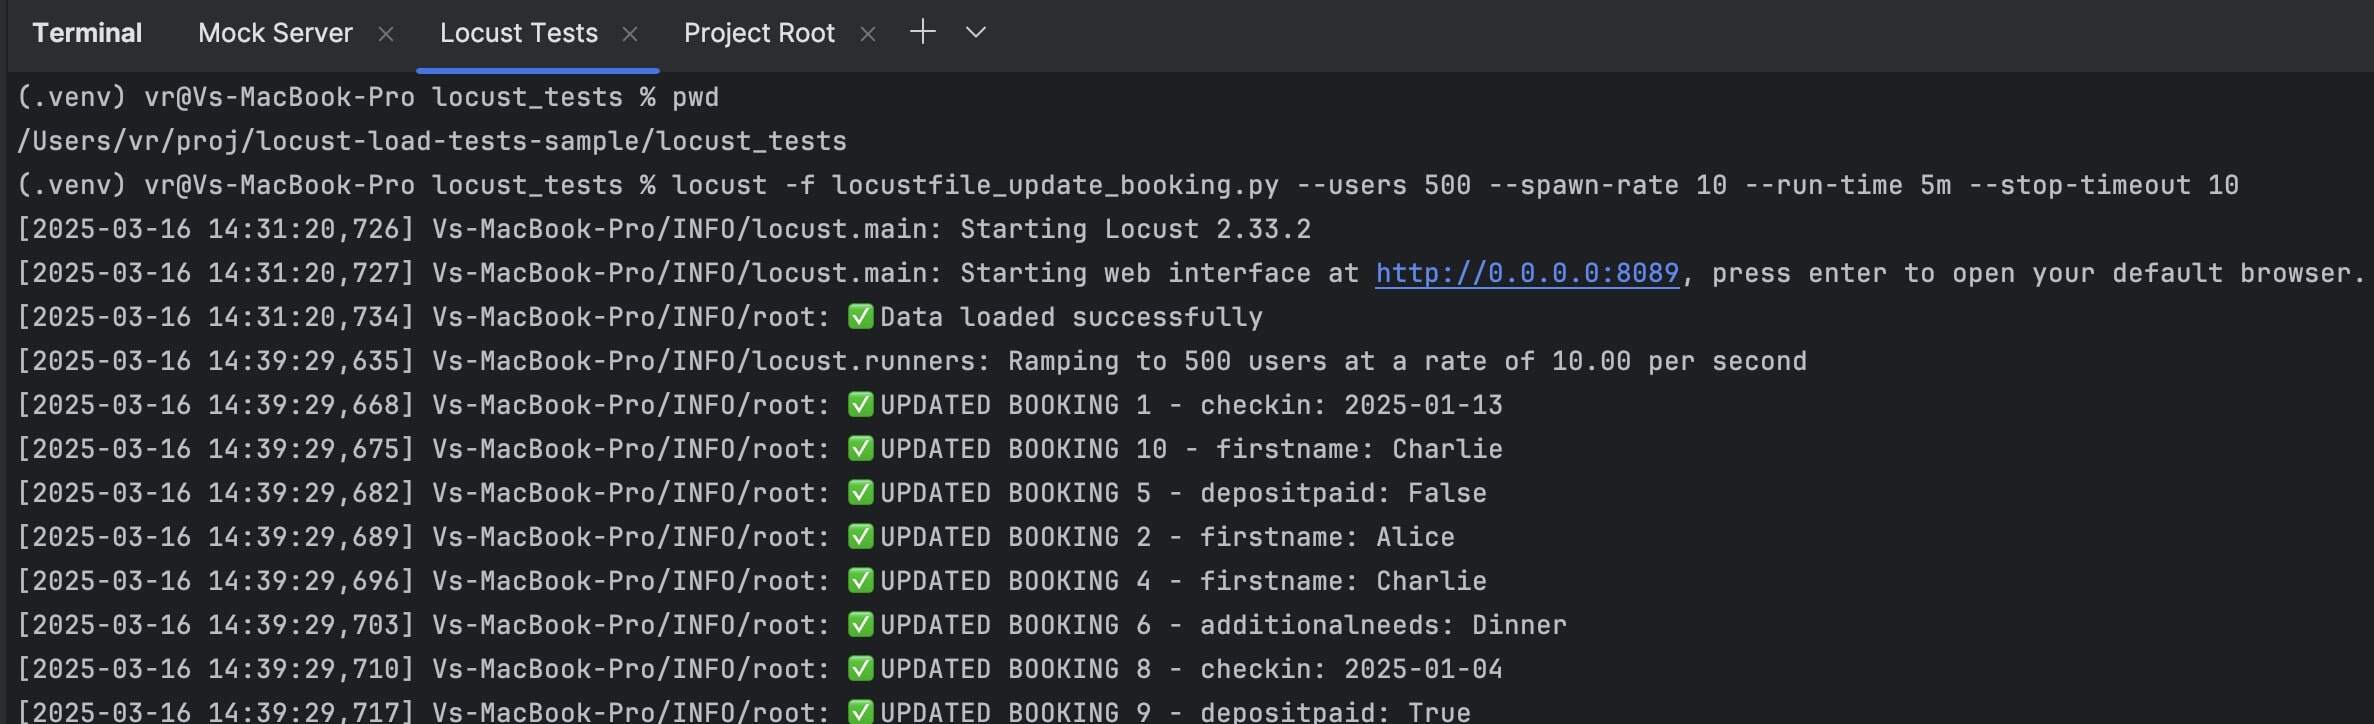 Terminal Mock Server × Locust Tests × Project Root × +
(.venv) vr@Vs-MacBook-Pro locust_tests % pwd
/Users/vr/proj/locust-load-tests-sample/locust_tests
(.venv) vr@Vs-MacBook-Pro locust_tests % locust -f locustfile_update_booking.py --users 500 --spawn-rate 10 --run-time 5m --stop-timeout 10
[2025-03-16 14:31:20,726] Vs-MacBook-Pro/INFO/locust.main: Starting Locust 2.33.2
[2025-03-16 14:31:20,727] Vs-MacBook-Pro/INFO/locust.main: Starting web interface at http://0.0.0.0:8089, press enter to open your default browser.
[2025-03-16 14:31:20,734] Vs-MacBook-Pro/INFO/root: ✅Data loaded successfully
[2025-03-16 14:39:29,635] Vs-MacBook-Pro/INFO/locust.runners: Ramping to 500 users at a rate of 10.00 per second
[2025-03-16 14:39:29,668] Vs-MacBook-Pro/INFO/root: ✅UPDATED BOOKING 1 - checkin: 2025-01-13
[2025-03-16 14:39:29,675] Vs-MacBook-Pro/INFO/root: ✅UPDATED BOOKING 10 - firstname: Charlie
[2025-03-16 14:39:29,682] Vs-MacBook-Pro/INFO/root: ✅UPDATED BOOKING 5 - depositpaid: False
[2025-03-16 14:39:29,689] Vs-MacBook-Pro/INFO/root: ✅UPDATED BOOKING 2 - firstname: Alice
[2025-03-16 14:39:29,696] Vs-MacBook-Pro/INFO/root: ✅UPDATED BOOKING 4 - firstname: Charlie
[2025-03-16 14:39:29,703] Vs-MacBook-Pro/INFO/root: ✅UPDATED BOOKING 6 - additionalneeds: Dinner
[2025-03-16 14:39:29,710] Vs-MacBook-Pro/INFO/root: ✅UPDATED BOOKING 8 - checkin: 2025-01-04
[2025-03-16 14:39:29,717] Vs-MacBook-Pro/INFO/root: ✅UPDATED BOOKING 9 - depositpaid: True